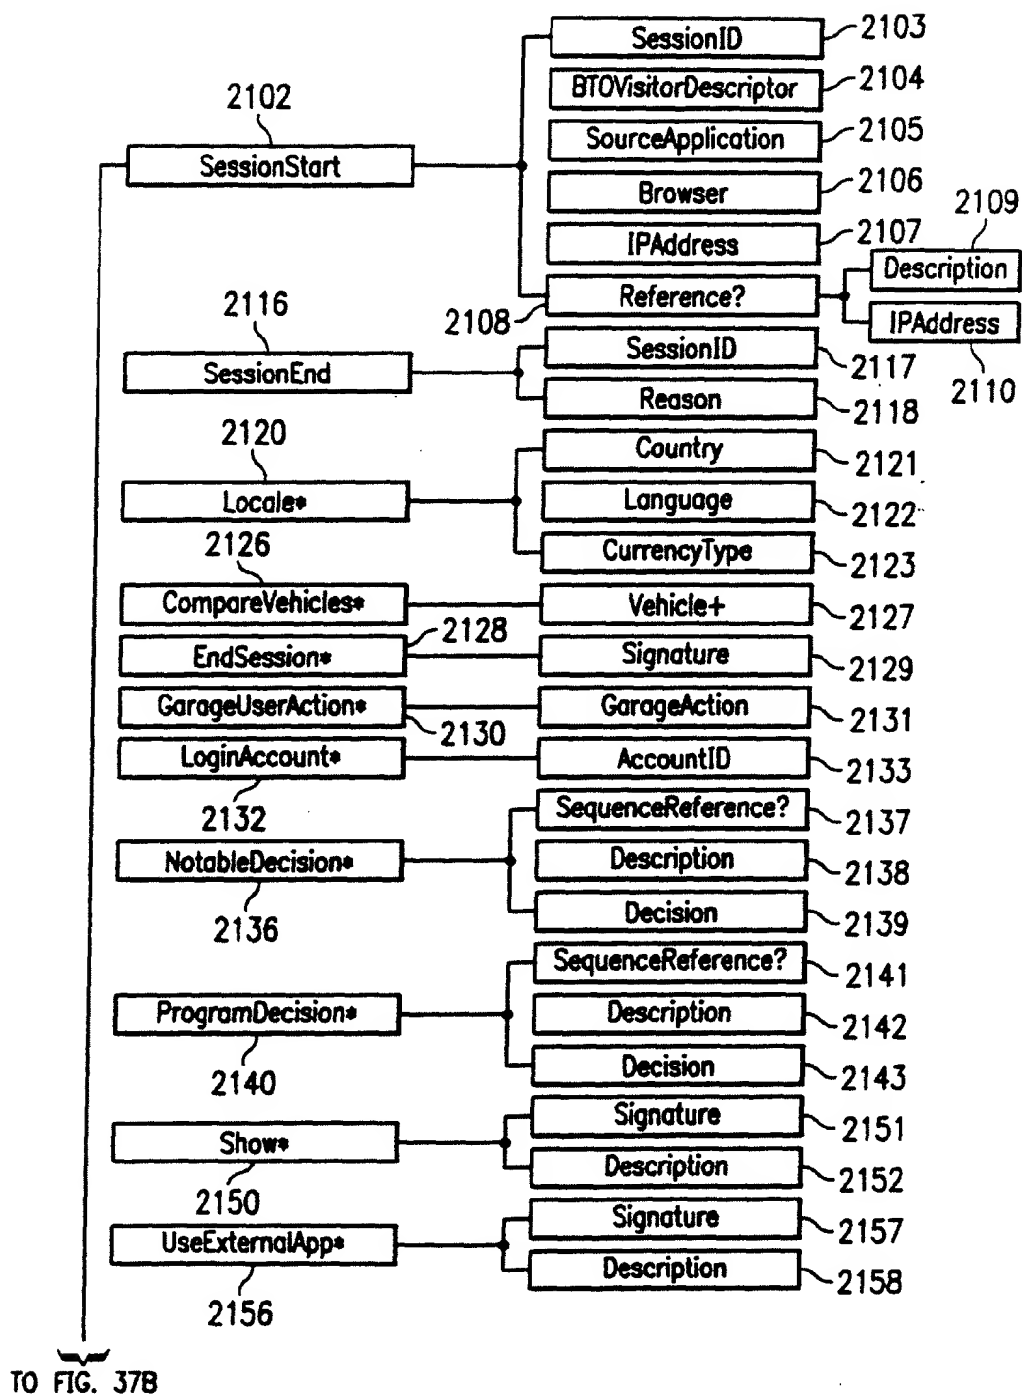 SessionID 2103
BTOVisitorDescriptor 2104
2102
SourceApplication 2105
SessionStart
Browser 2106
2109
IPAddress 2107
Description
2116
2108 Reference?
IPAddress
SessionID 2117
2110
SessionEnd
Reason 2118
2120
Country 2121
Locale*
Language 2122
2126
CurrencyType 2123
CompareVehicles* Vehicle+ 2127
2128
EndSession* Signature 2129
GarageUserAction* GarageAction 2131
2130
LoginAccount* AccountID 2133
2132
SequenceReference? 2137
NotableDecision* Description 2138
2136
Decision 2139
SequenceReference? 2141
ProgramDecision* Description 2142
2140
Decision 2143
Signature 2151
Show*
Description 2152
2150
Signature 2157
UseExternalApp*
Description 2158
2156
TO FIG. 37B